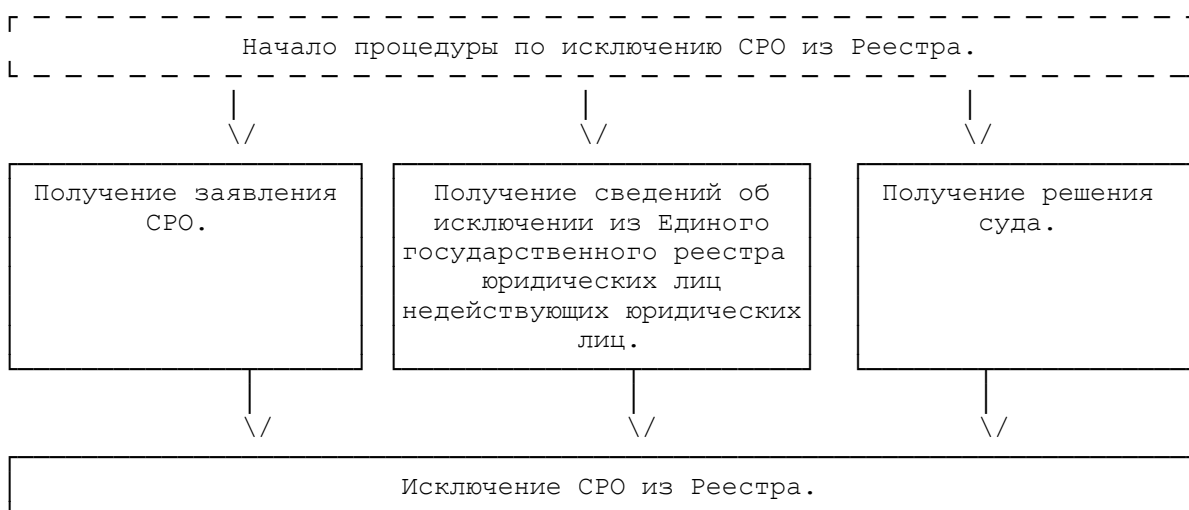 Начало процедуры по исключению СРО из Реестра.
Получение заявления
СРО.
Получение сведений об
исключении из Единого
государственного реестра
юридических лиц
недействующих юридических
лиц.
Получение решения
суда.
Исключение СРО из Реестра.